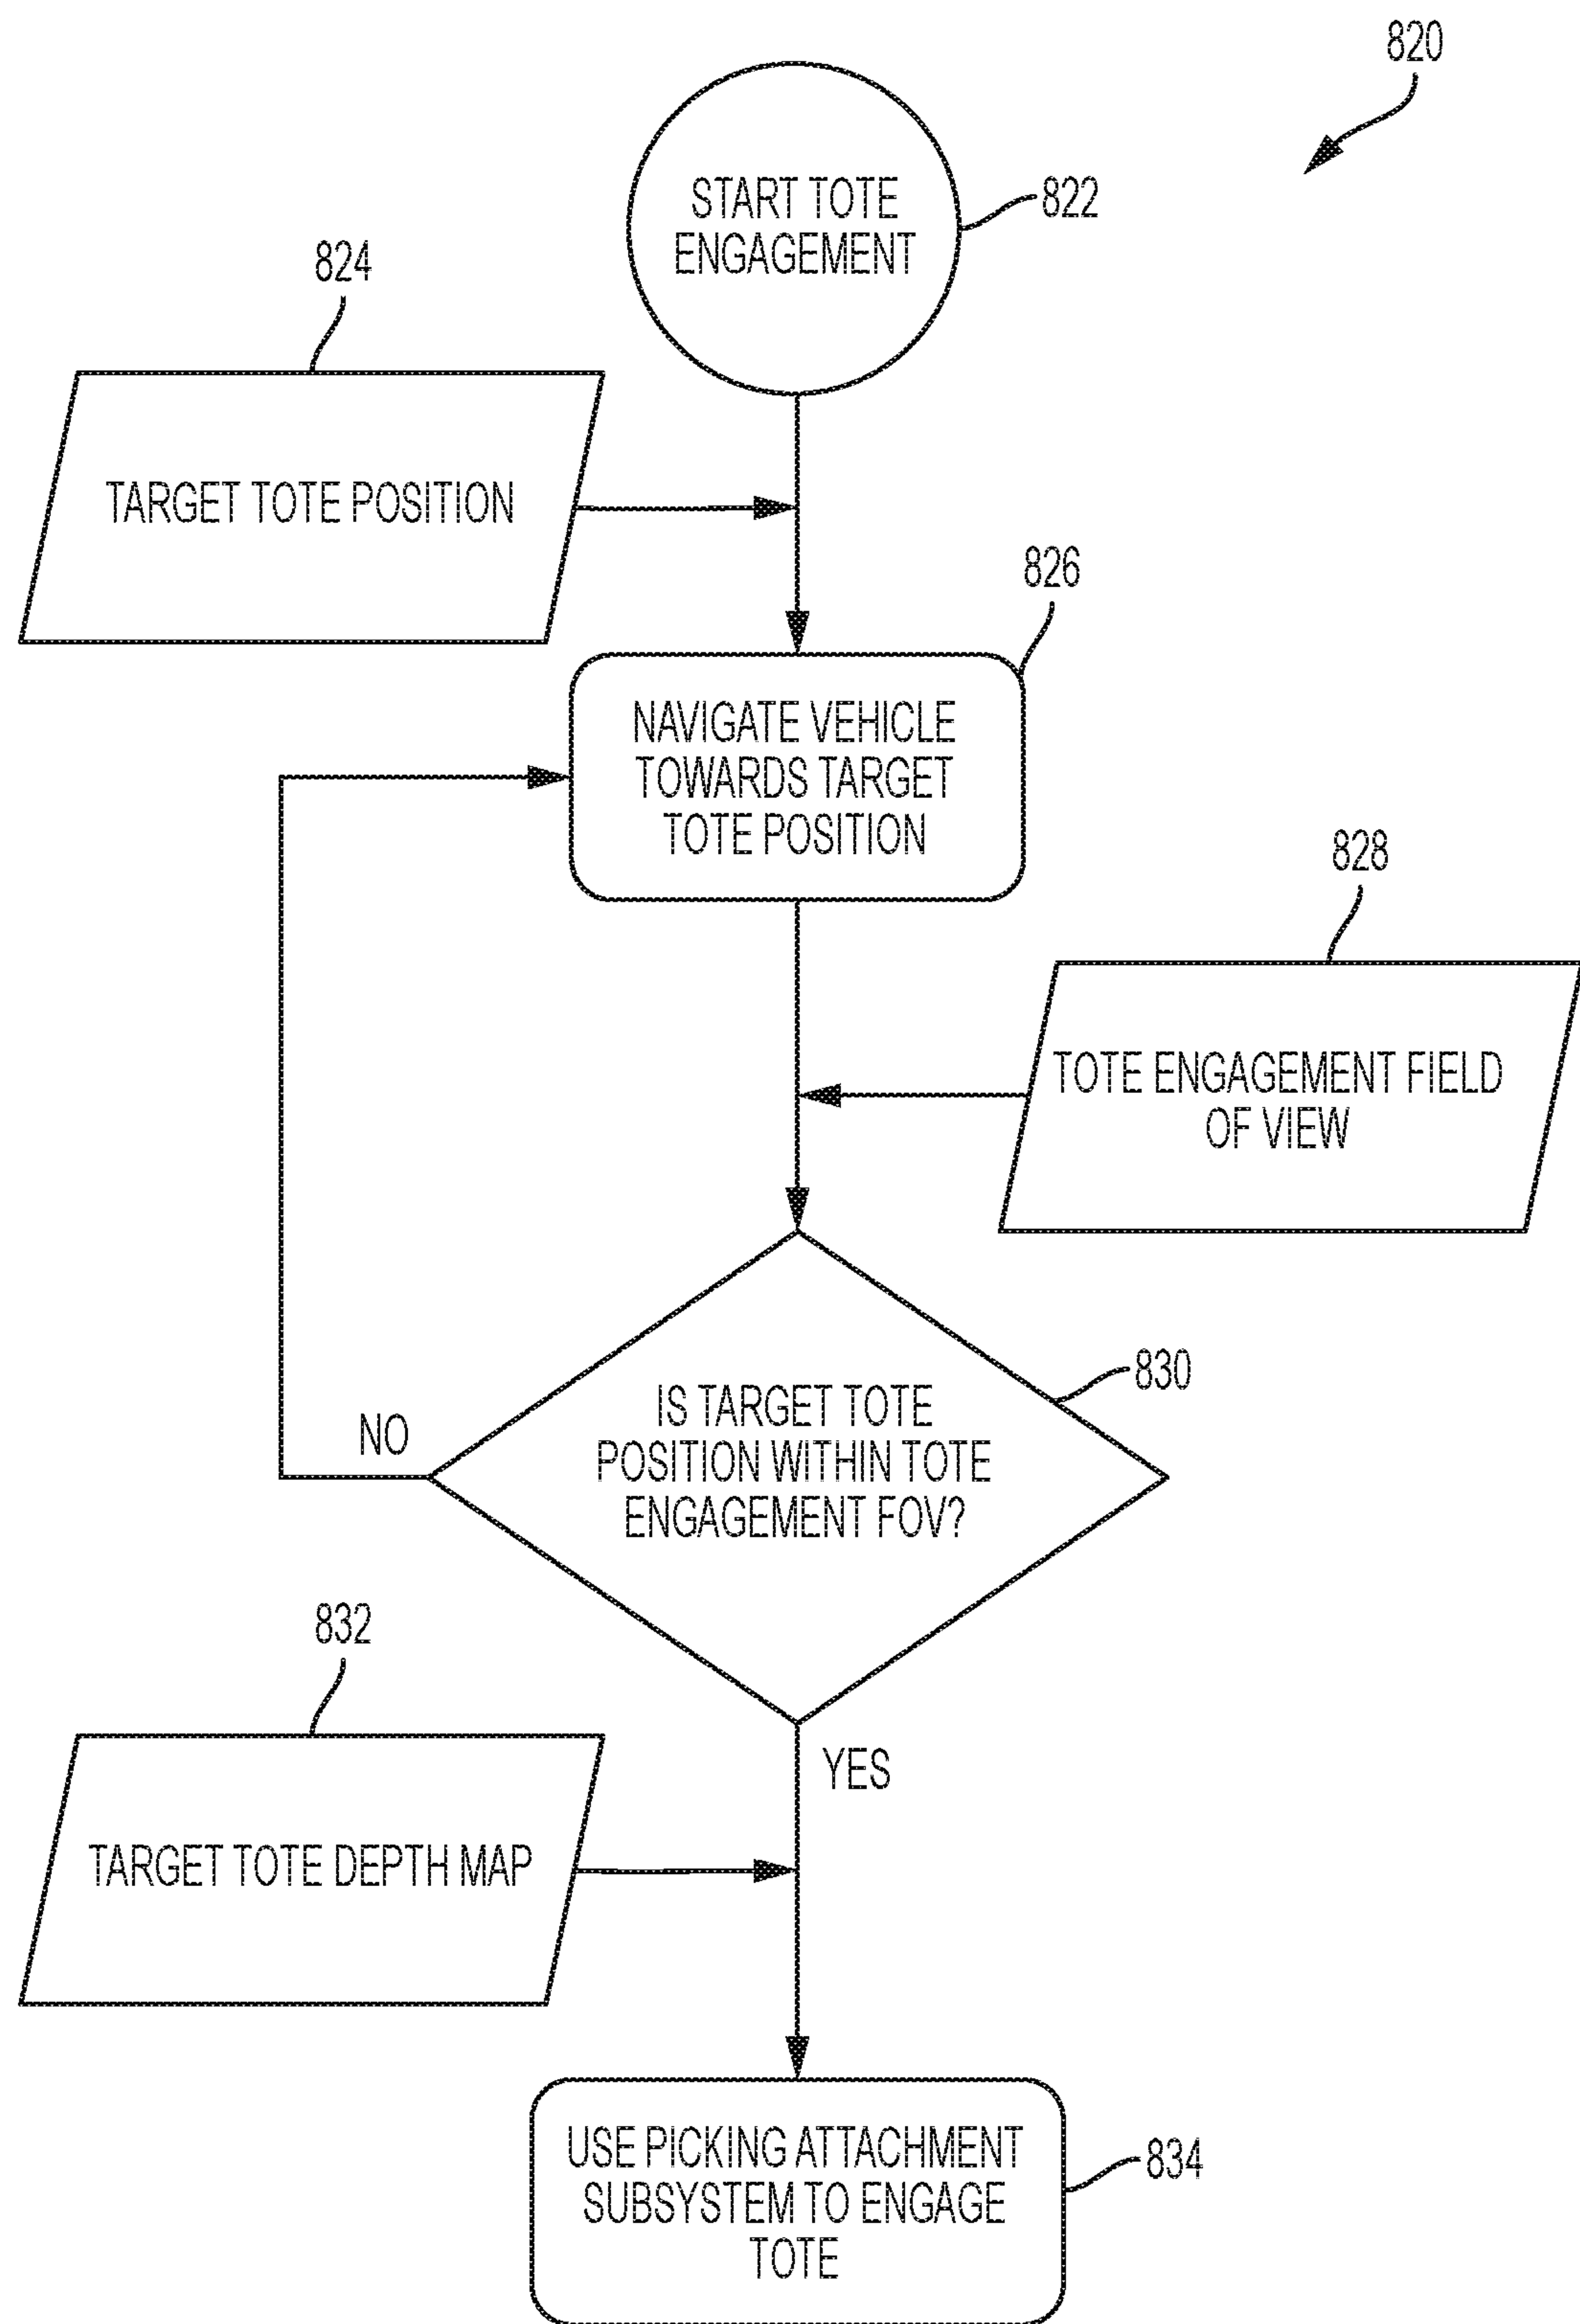 820
START TOTE
ENGAGEMENT
822
824
TARGET TOTE POSITION
826
NAVIGATE VEHICLE
TOWARDS TARGET
TOTE POSITION
828
TOTE ENGAGEMENT FIELD
OF VIEW
830
IS TARGET TOTE
POSITION WITHIN TOTE
ENGAGEMENT FOV?
NO
832
YES
TARGET TOTE DEPTH MAP
USE PICKING ATTACHMENT
SUBSYSTEM TO ENGAGE
TOTE
834